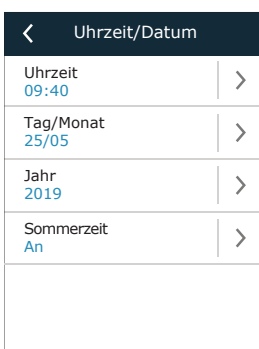 Uhrzeit/Datum
Uhrzeit
09:40
Tag/Monat
25/05
Jahr
2019
Sommerzeit
An